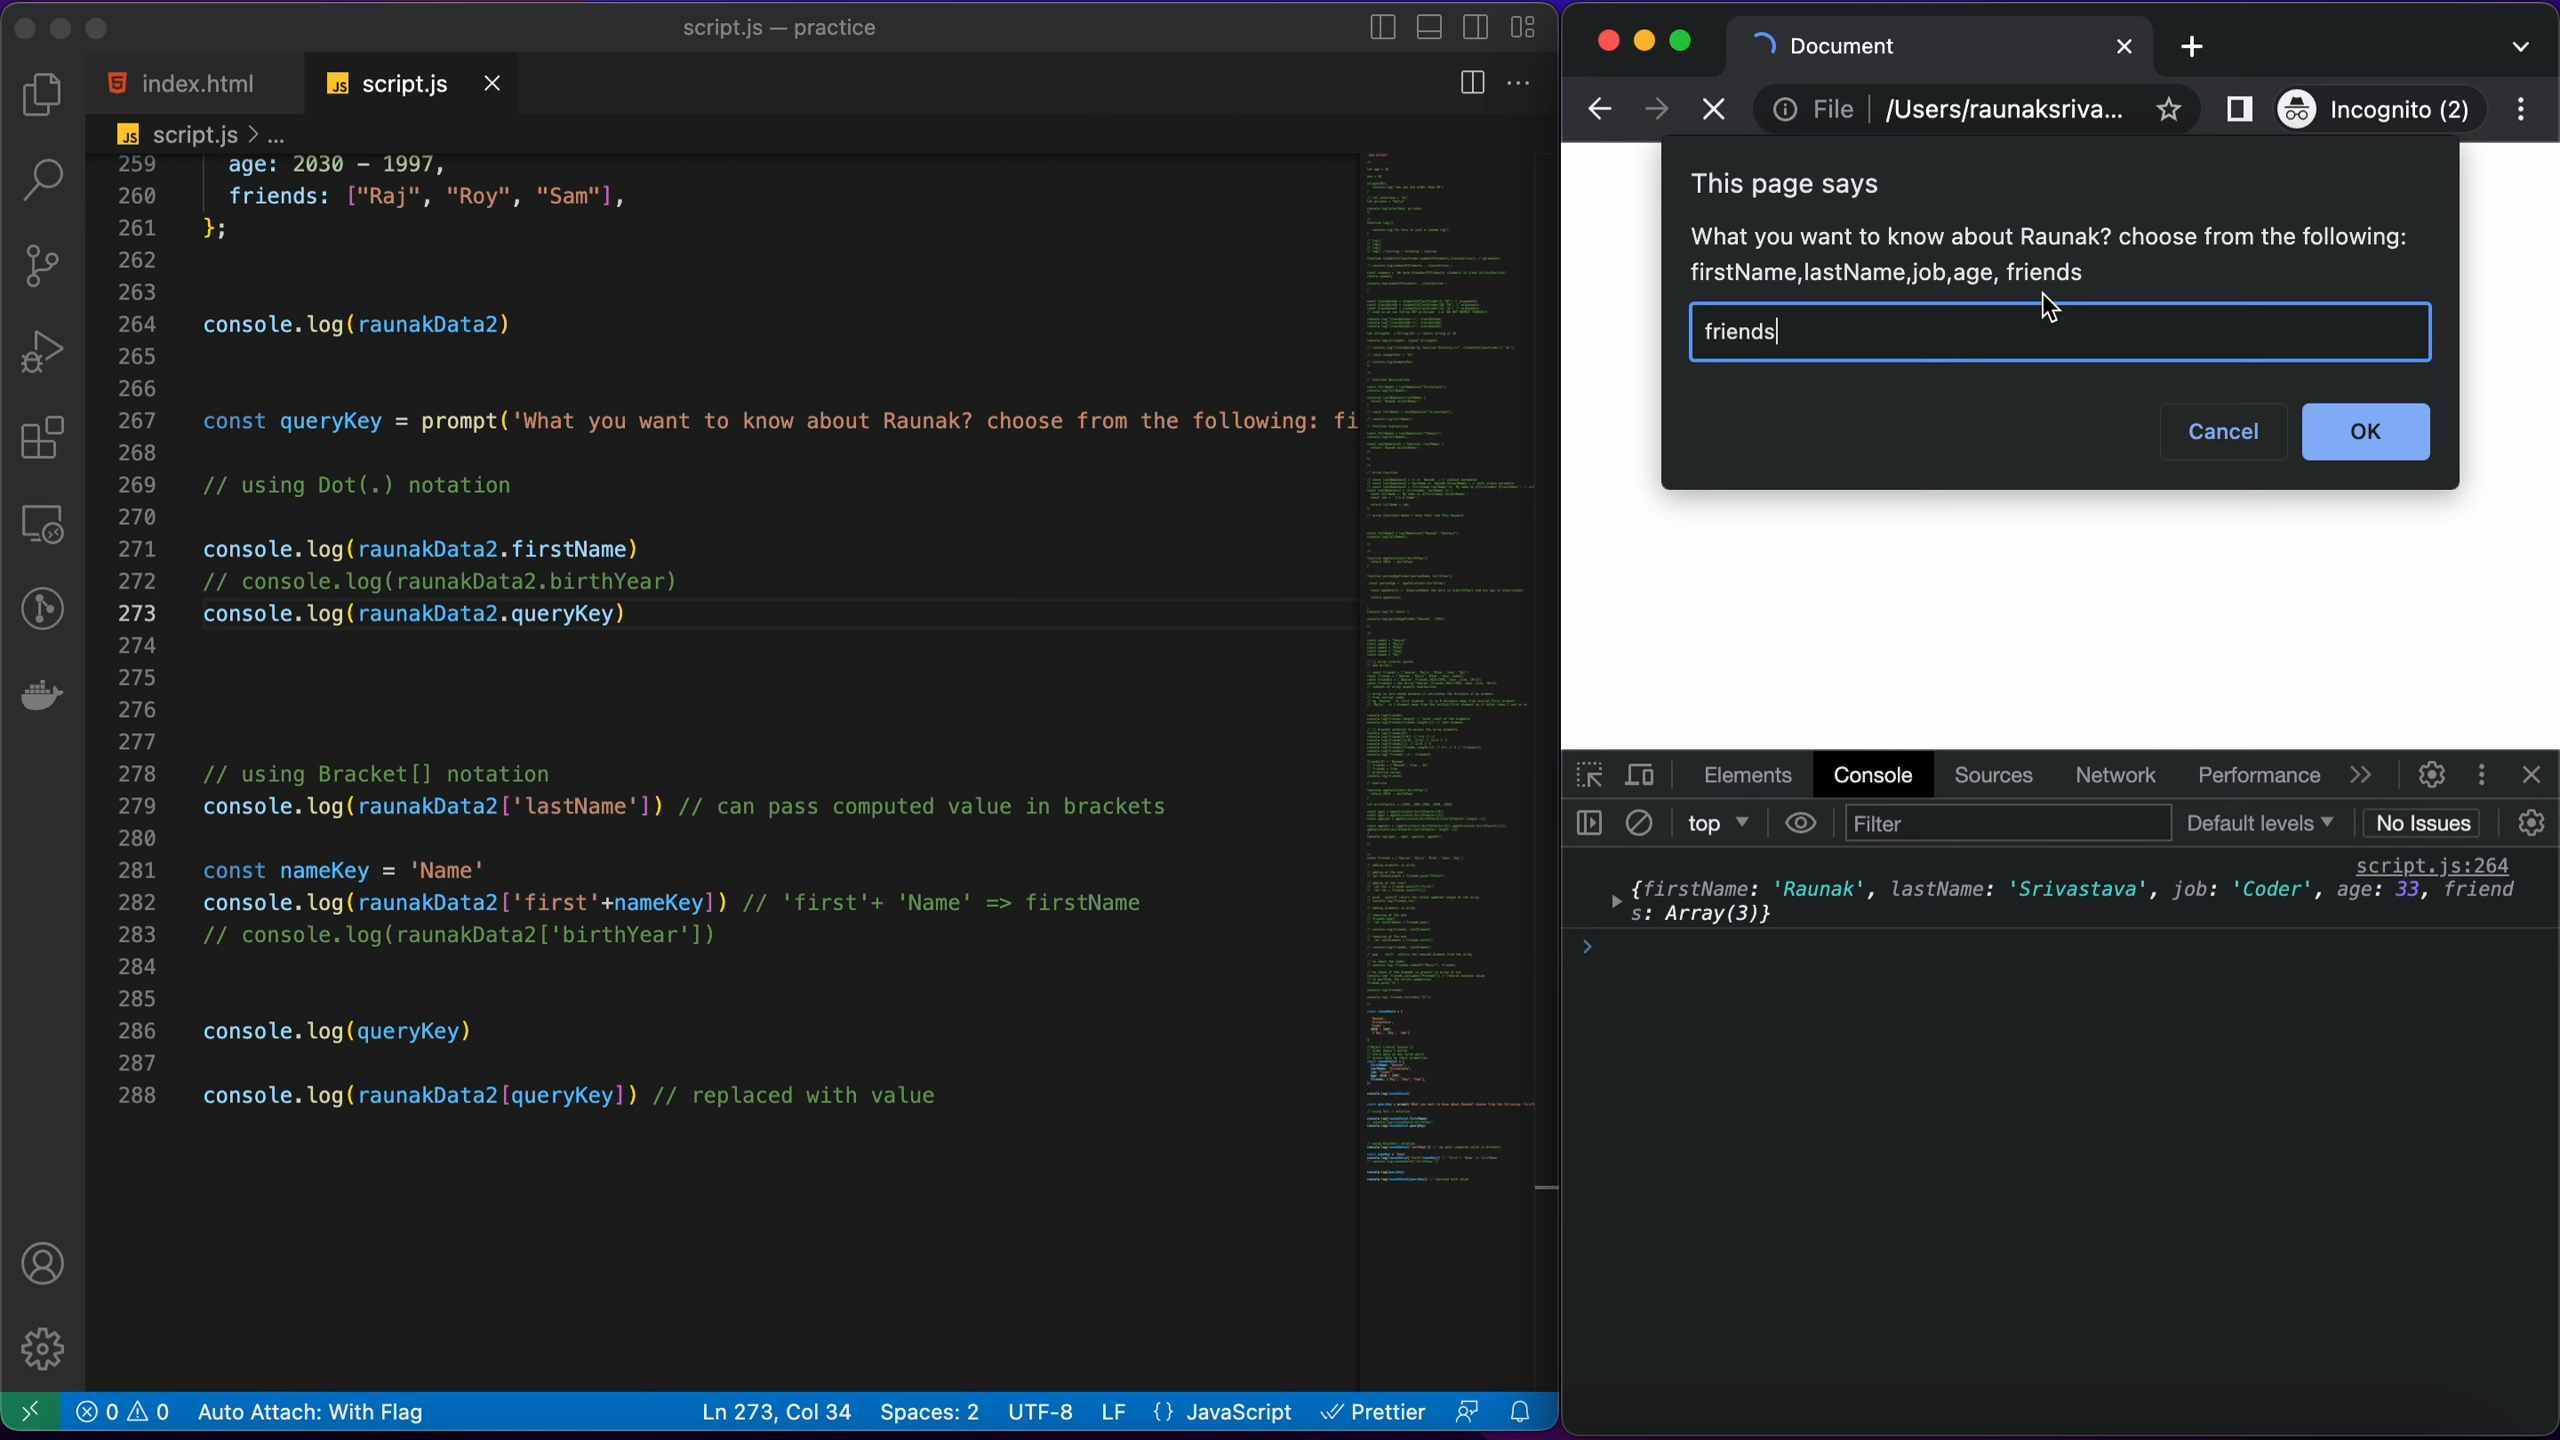 script.js — practice
index.html
JS script.js
JS script.js > ...
259 age: 2030 - 1997,
260 friends: ["Raj", "Roy", "Sam"],
261 };
262
263
264 console.log(raunakData2)
265
266
267 const queryKey = prompt('What you want to know about Raunak? choose from the following: fi
268
269 // using Dot(.) notation
270
271 console.log(raunakData2.firstName)
272 // console.log(raunakData2.birthYear)
273 console.log(raunakData2.queryKey)
274
275
276
277
278 // using Bracket[] notation
279 console.log(raunakData2['lastName']) // can pass computed value in brackets
280
281 const nameKey = 'Name'
282 console.log(raunakData2['first'+nameKey]) // 'first'+ 'Name' => firstName
283 // console.log(raunakData2['birthYear'])
284
285
286 console.log(queryKey)
287
288 console.log(raunakData2[queryKey]) // replaced with value
0 0 Auto Attach: With Flag Ln 273, Col 34 Spaces: 2 UTF-8 LF {} JavaScript Prettier
Document
File /Users/raunaksriva... Incognito (2)
This page says
What you want to know about Raunak? choose from the following:
firstName,lastName,job,age, friends
friends
Cancel OK
Elements Console Sources Network Performance
top Filter Default levels No Issues
script.js:264
{firstName: 'Raunak', lastName: 'Srivastava', job: 'Coder', age: 33, friend
s: Array(3)}